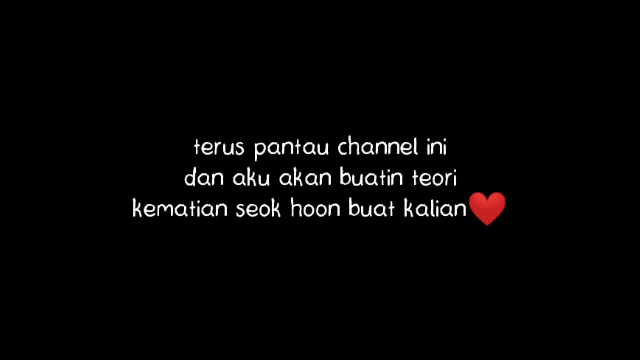 terus pantau channel ini
dan aku akan buatin teori
kematian seok hoon buat kalian❤️